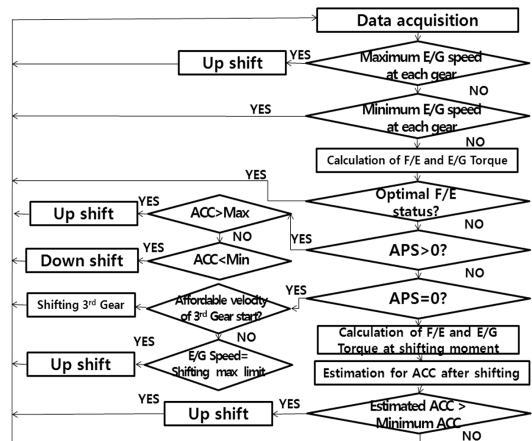 Data acquisition
Maximum E/G speed
at each gear
YES
Up shift
NO
Minimum E/G speed
at each gear
YES
NO
Calculation of F/E and E/G Torque
YES
Optimal F/E
status?
NO
ACC>Max
YES
Up shift
NO
APS>0?
YES
ACC<Min
YES
Down shift
NO
APS=0?
YES
Affordable velocity
of 3rd Gear start?
YES
Shifting 3rd Gear
NO
NO
Calculation of F/E and E/G
Torque at shifting moment
E/G Speed=
Shifting max limit
YES
Up shift
Estimation for ACC after shifting
Estimated ACC >
Minimum ACC
YES
Up shift
NO